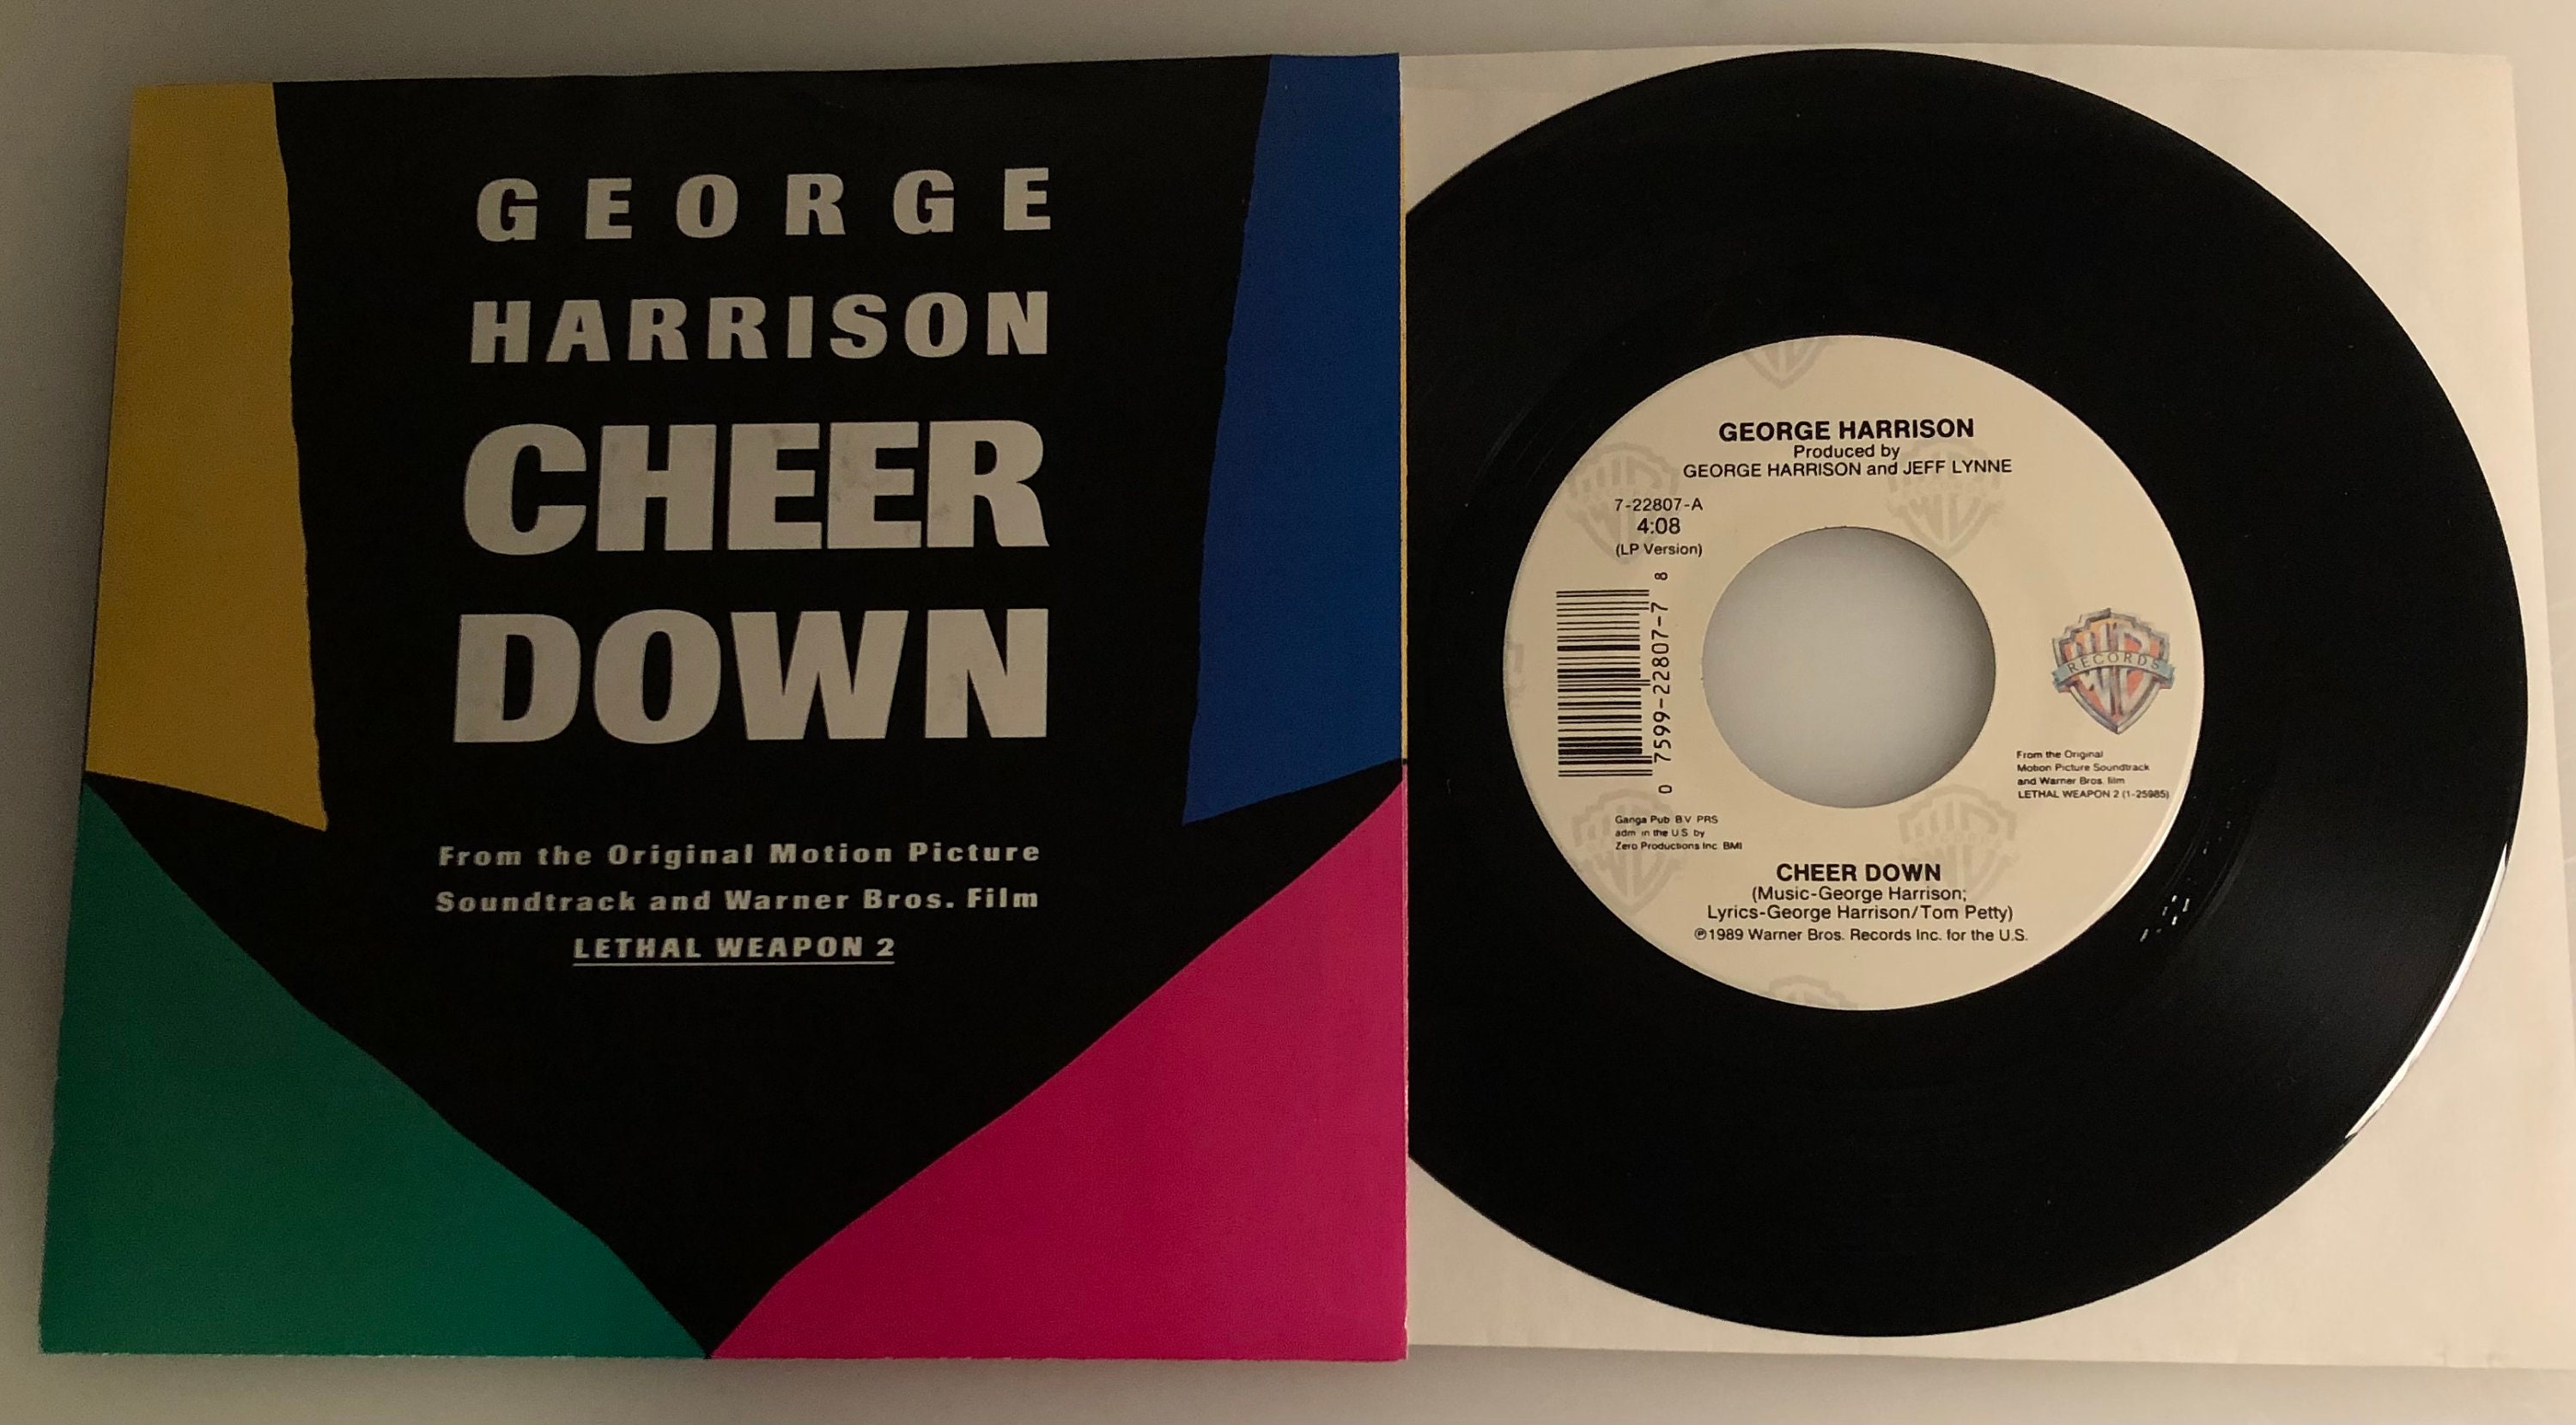 GEORGE
HARRISON
CHEER
DOWN
From the Original Motion Picture
Soundtrack and Warner Bros. Film
LETHAL WEAPON 2
GEORGE HARRISON
Produced by
GEORGE HARRISON and JEFF LYNNE
7-22807-A
4:08
(LP Version)
0 7599-22807-7 8
RECORDS
From the Original
Motion Picture Soundtrack
and Warner Bros. film
LETHAL WEAPON 2 (1-25985)
Ganga Pub. B.V. PRS
adm. in the U.S. by
Zero Productions Inc. BMI
CHEER DOWN
(Music-George Harrison;
Lyrics-George Harrison/Tom Petty)
℗1989 Warner Bros. Records Inc. for the U.S.